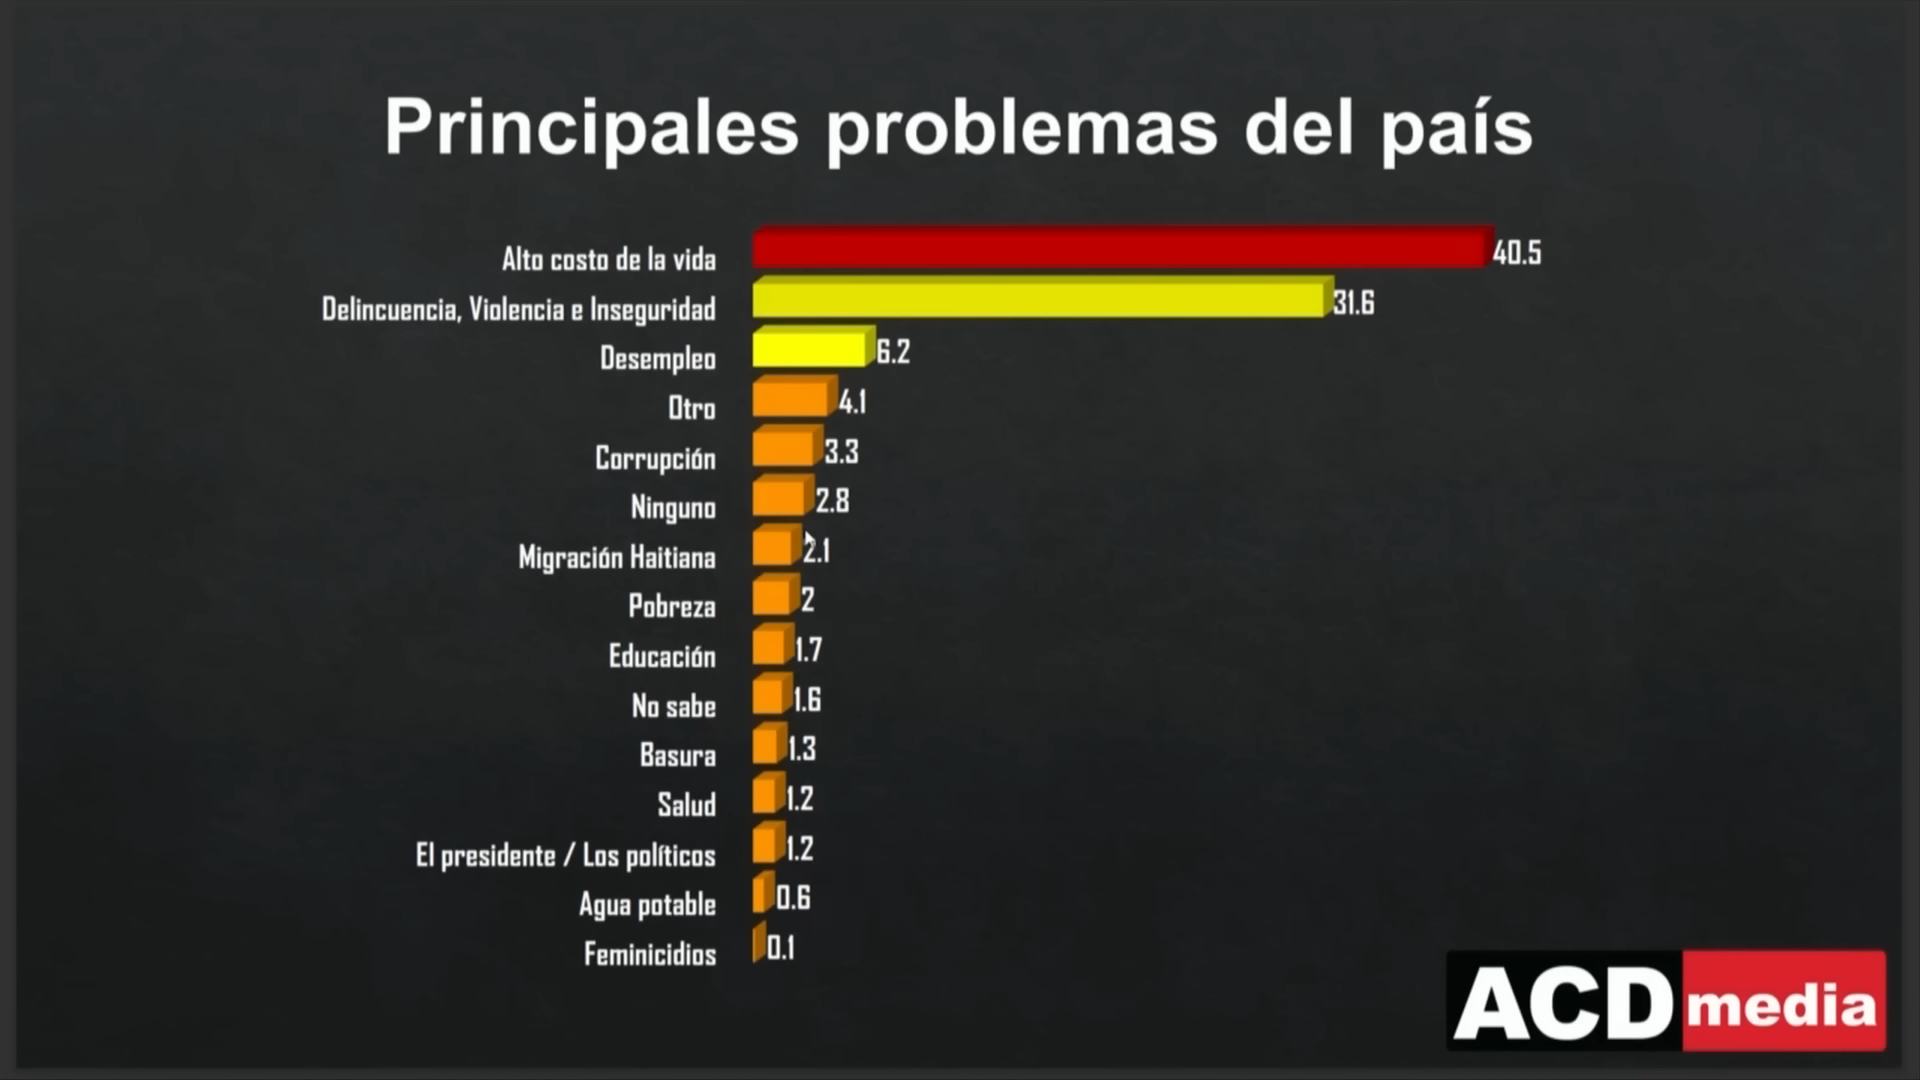 Principales problemas del país
Alto costo de la vida 40.5
Delincuencia, Violencia e Inseguridad 31.6
Desempleo 6.2
Otro 4.1
Corrupción 3.3
Ninguno 2.8
Migración Haitiana 2.1
Pobreza 2
Educación 1.7
No sabe 1.6
Basura 1.3
Salud 1.2
El presidente / Los políticos 1.2
Agua potable 0.6
Feminicidios 0.1
ACD media